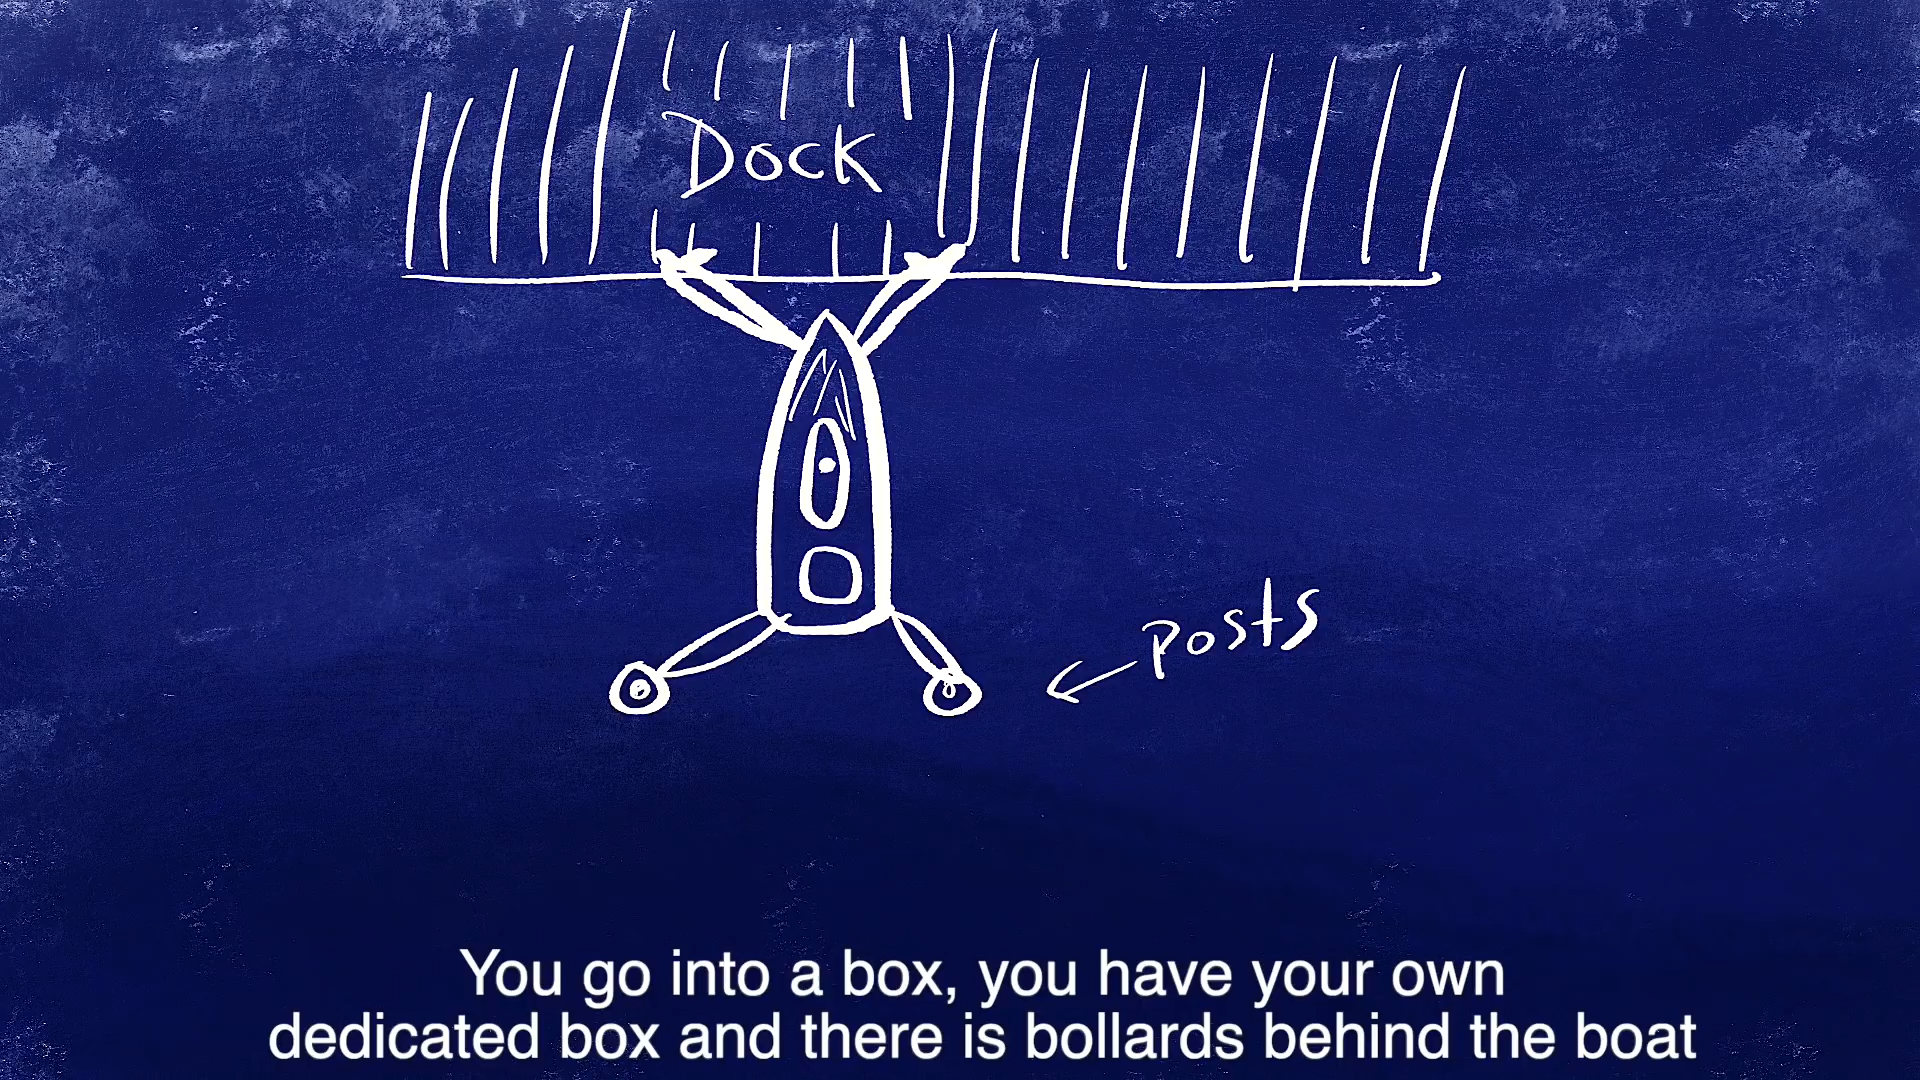 Dock
Posts
You go into a box, you have your own
dedicated box and there is bollards behind the boat